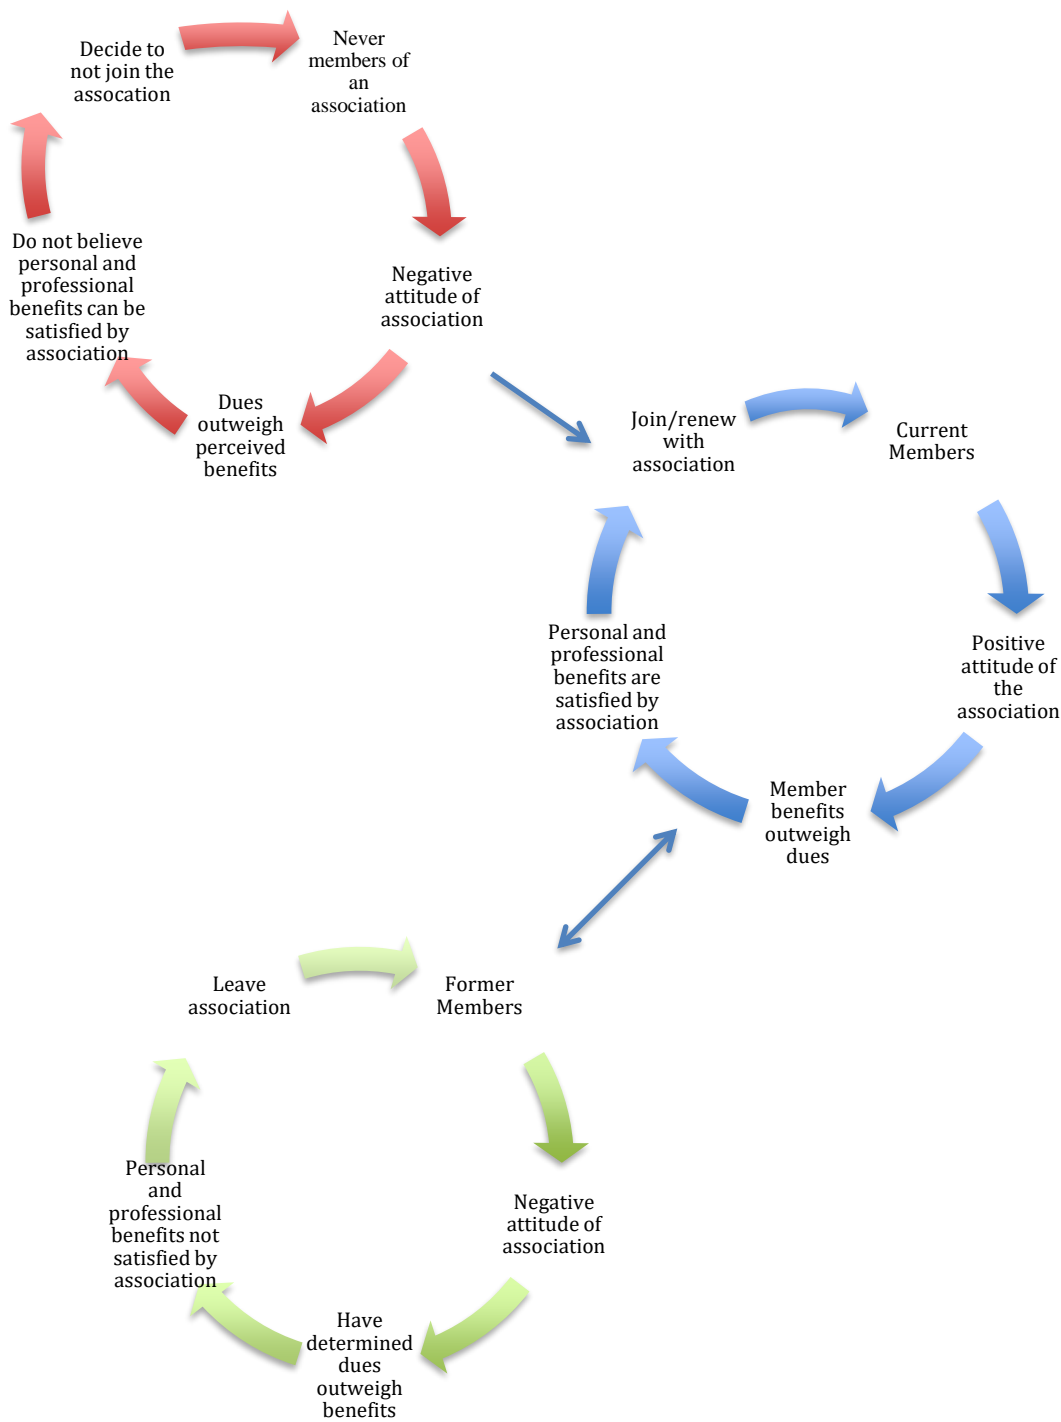 Decide to
not join the
assocation
Never
members of
an
association
Negative
attitude of
association
Dues
outweigh
perceived
benefits
Do not believe
personal and
professional
benefits can be
satisfied by
association
Join/renew
with
association
Current
Members
Positive
attitude of
the
association
Member
benefits
outweigh
dues
Personal and
professional
benefits are
satisfied by
association
Leave
association
Former
Members
Negative
attitude of
association
Have
determined
dues
outweigh
benefits
Personal
and
professional
benefits not
satisfied by
association